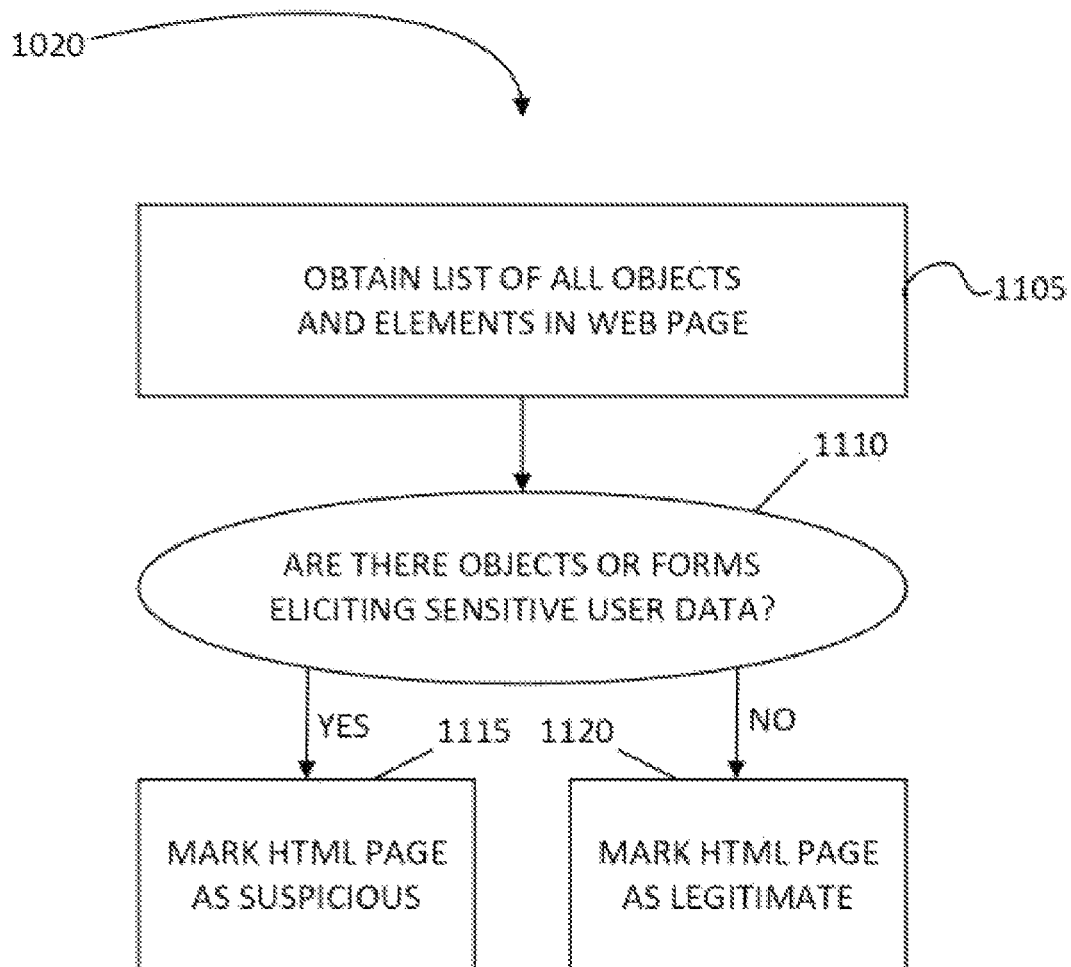 1020
OBTAIN LIST OF ALL OBJECTS
AND ELEMENTS IN WEB PAGE
1105
1110
ARE THERE OBJECTS OR FORMS
ELICITING SENSITIVE USER DATA?
YES
1115
1120
NO
MARK HTML PAGE
AS SUSPICIOUS
MARK HTML PAGE
AS LEGITIMATE